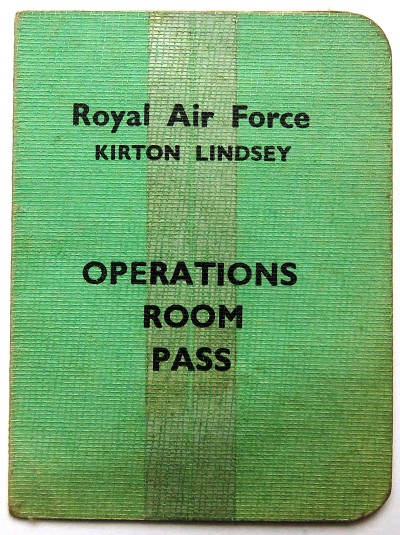 Royal Air Force
KIRTON LINDSEY
OPERATIONS
ROOM
PASS